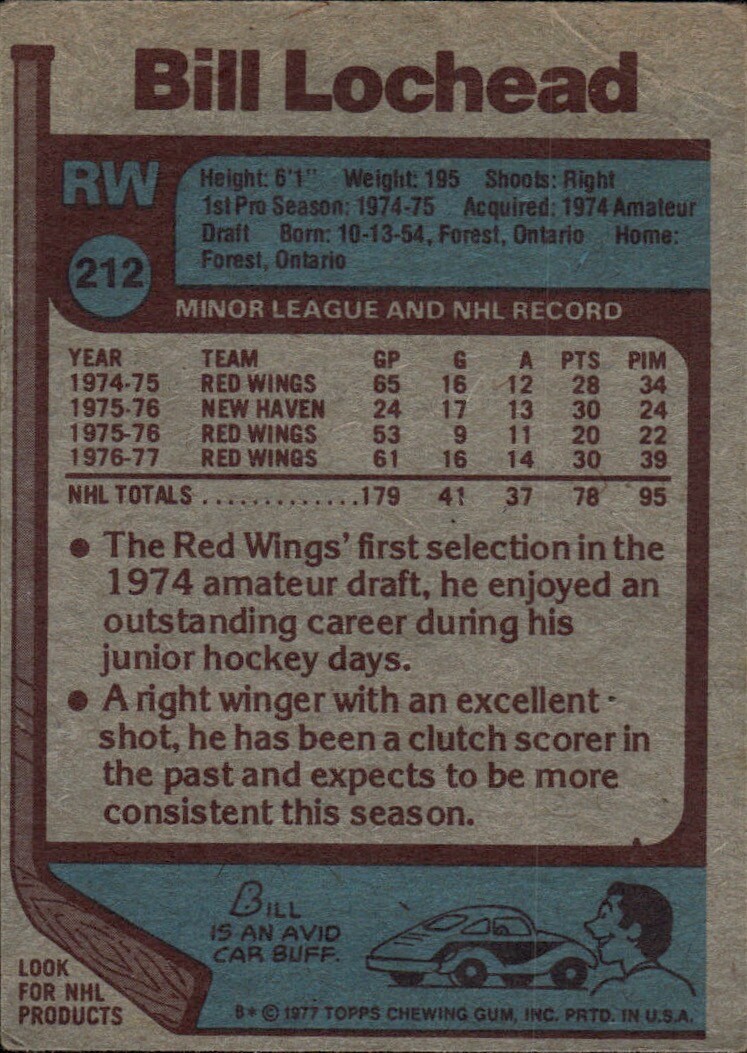 Bill Lochead
RW
Height: 6'1" Weight: 195 Shoots: Right
1st Pro Season: 1974-75 Acquired: 1974 Amateur
Draft Born: 10-13-54, Forest, Ontario Home:
Forest, Ontario
212
MINOR LEAGUE AND NHL RECORD
YEAR TEAM GP G A PTS PIM
1974-75 RED WINGS 65 16 12 28 34
1975-76 NEW HAVEN 24 17 13 30 24
1975-76 RED WINGS 53 9 11 20 22
1976-77 RED WINGS 61 16 14 30 39
NHL TOTALS .............179 41 37 78 95
● The Red Wings' first selection in the
1974 amateur draft, he enjoyed an
outstanding career during his
junior hockey days.
● A right winger with an excellent
shot, he has been a clutch scorer in
the past and expects to be more
consistent this season.
BILL
IS AN AVID
CAR BUFF.
LOOK
FOR NHL
PRODUCTS
B* © 1977 TOPPS CHEWING GUM, INC. PRTD. IN U.S.A.